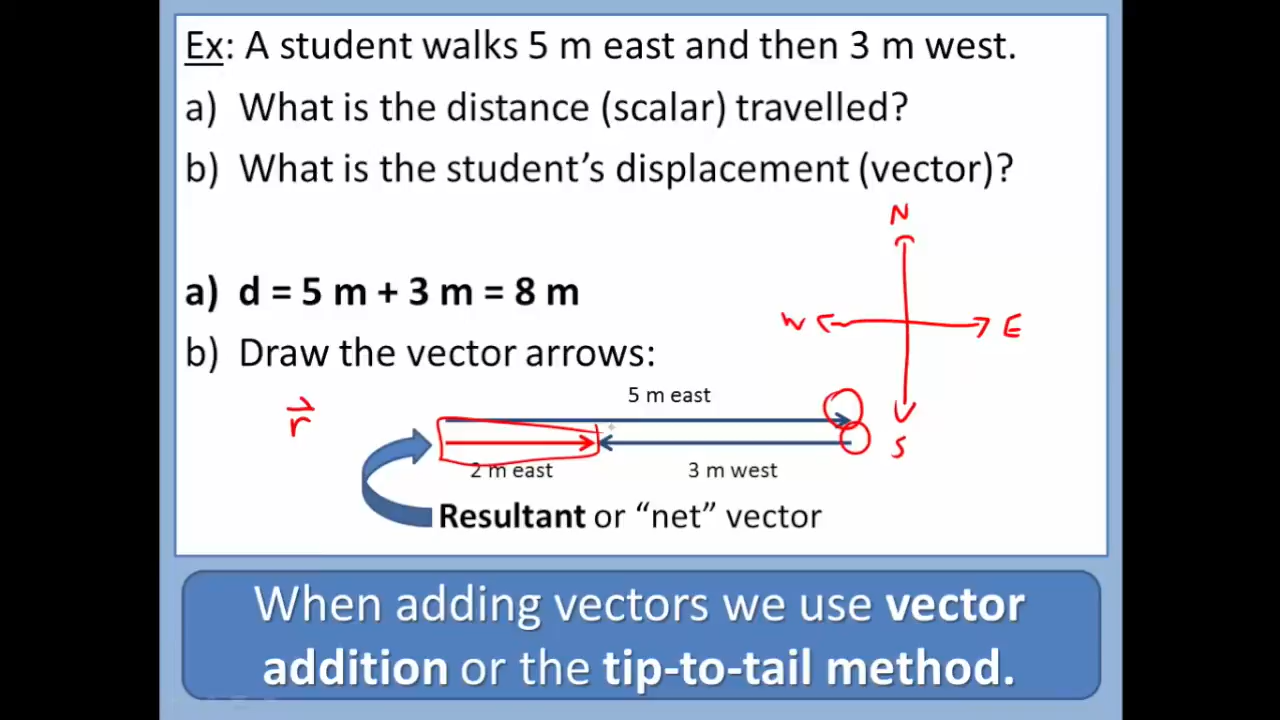 Ex: A student walks 5 m east and then 3 m west.
a) What is the distance (scalar) travelled?
b) What is the student's displacement (vector)?
N
a) d = 5 m + 3 m = 8 m
W E
b) Draw the vector arrows:
5 m east
r
S
2 m east 3 m west
Resultant or “net” vector
When adding vectors we use vector
addition or the tip-to-tail method.